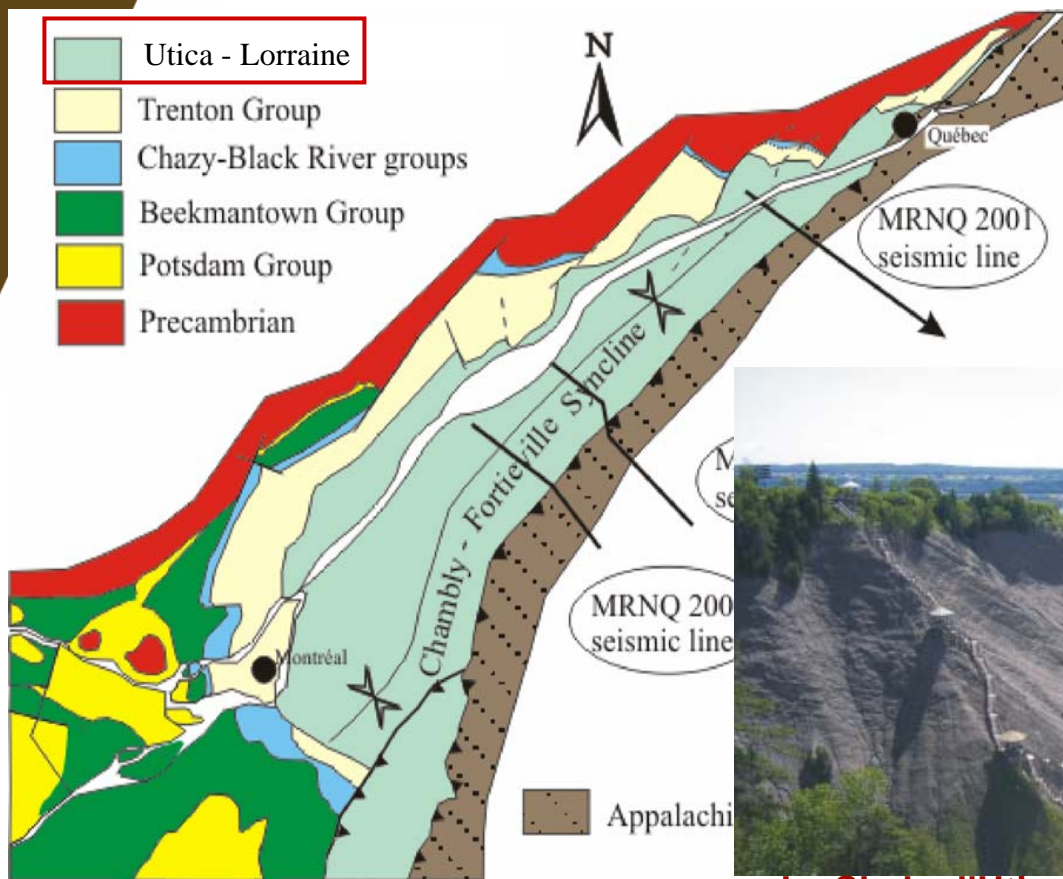 Utica - Lorraine
Trenton Group
Chazy-Black River groups
Beekmantown Group
Potsdam Group
Precambrian
N
Québec
MRNQ 2001
seismic line
Chambly - Fortierville Syncline
M
se
MRNQ 200
seismic line
Montréal
Appalachi